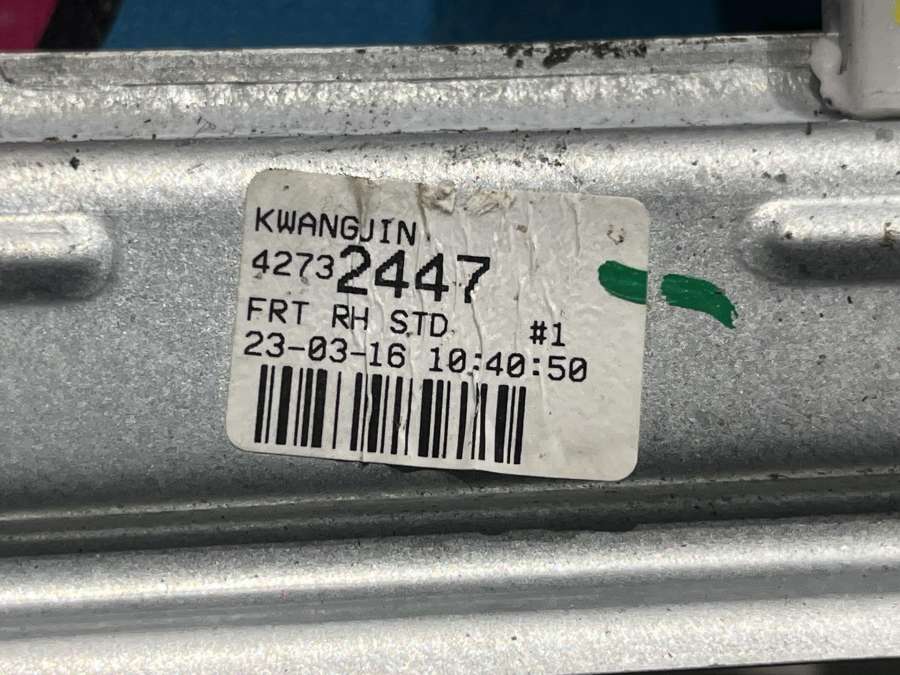 KWANGJIN
42732447
FRT RH STD #1
23-03-16 10:40:50